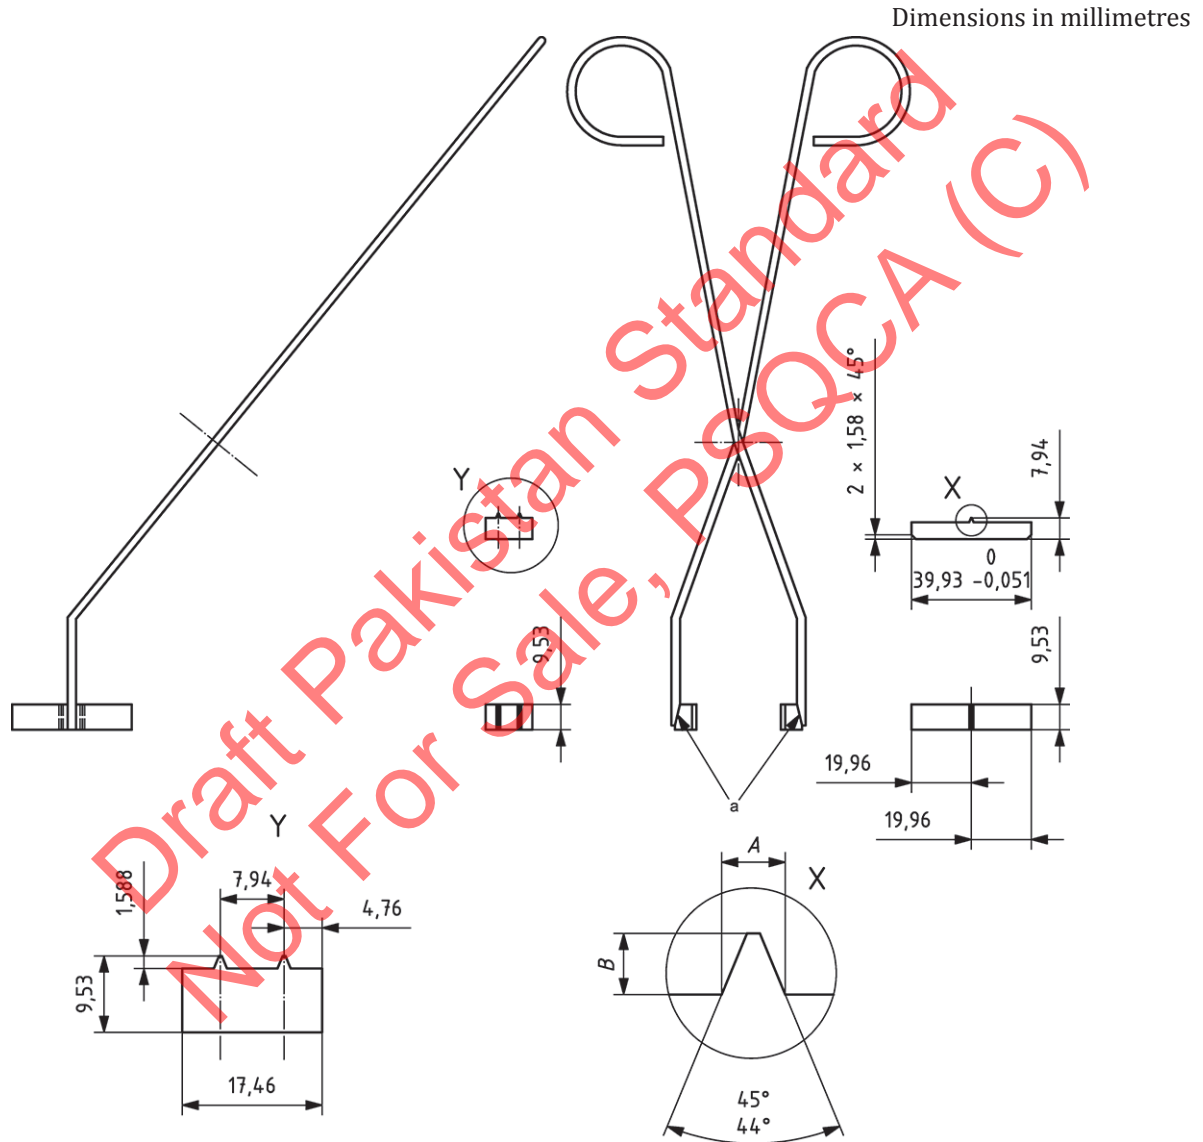 Dimensions in millimetres
Draft Pakistan Standard
Not For Sale, PSQCA (C)
2 × 1,58 × 45°
7,94
X
Y
0
39,93 -0,051
9,53
9,53
19,96
19,96
a
Y
1,588
7,94
4,76
9,53
17,46
A
X
B
45°
44°